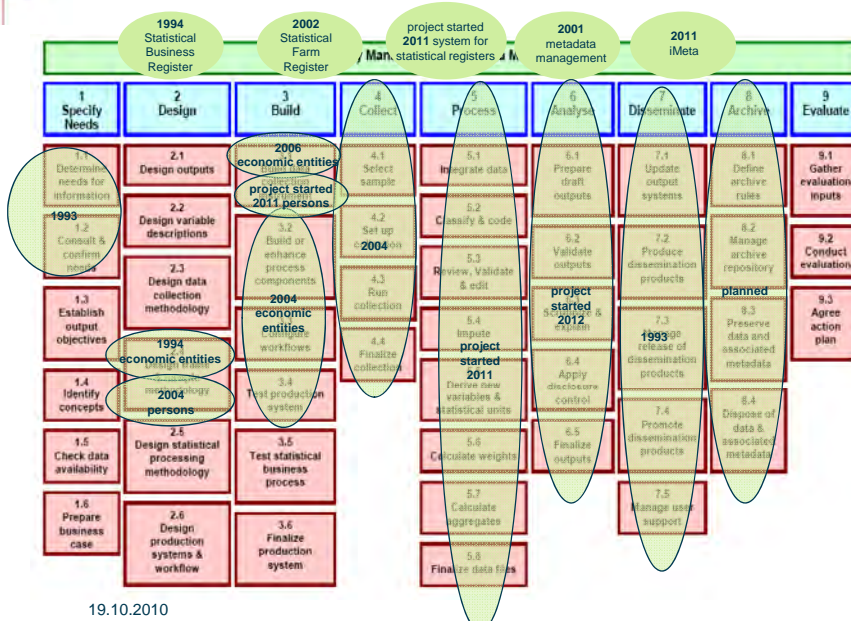 1994
Statistical
Business
Register
2002
Statistical
Farm
Register
project started
2011 system for
statistical registers
2001
metadata
management
2011
iMeta
1
Specify
Needs
2
Design
3
Build
4
Collect
5
Process
6
Analyse
7
Disseminate
8
Archive
9
Evaluate
1.1
Determine
needs for
information
1993
1.2
Consult &
confirm
needs
1.3
Establish
output
objectives
1.4
Identify
concepts
1.5
Check data
availability
1.6
Prepare
business
case
2.1
Design outputs
2.2
Design variable
descriptions
2.3
Design data
collection
methodology
1994
economic entities
methodology
2004
persons
2.5
Design statistical
processing
methodology
2.6
Design
production
systems &
workflow
2006
economic entities
project started
2011 persons
3.2
Build or
enhance
process
components
2004
economic
entities
Configure
workflows
3.4
Test production
system
3.5
Test statistical
business
process
3.6
Finalize
production
system
4.1
Select
sample
4.2
Set up
2004
4.3
Run
collection
4.4
Finalize
collection
5.1
Integrate data
5.2
Classify & code
5.3
Review, Validate
& edit
5.4
Impute
project
started
2011
Derive new
variables &
statistical units
5.6
Calculate weights
5.7
Calculate
aggregates
5.8
Finalize data files
6.1
Prepare
draft
outputs
6.2
Validate
outputs
project
started
2012
explain
6.4
Apply
disclosure
control
6.5
Finalize
outputs
7.1
Update
output
systems
7.2
Produce
dissemination
products
7.3
1993
Manage
release of
dissemination
products
7.4
Promote
dissemination
products
7.5
Manage user
support
8.1
Define
archive
rules
8.2
Manage
archive
repository
planned
8.3
Preserve
data and
associated
metadata
8.4
Dispose of
data &
associated
metadata
9.1
Gather
evaluation
inputs
9.2
Conduct
evaluation
9.3
Agree
action
plan
19.10.2010